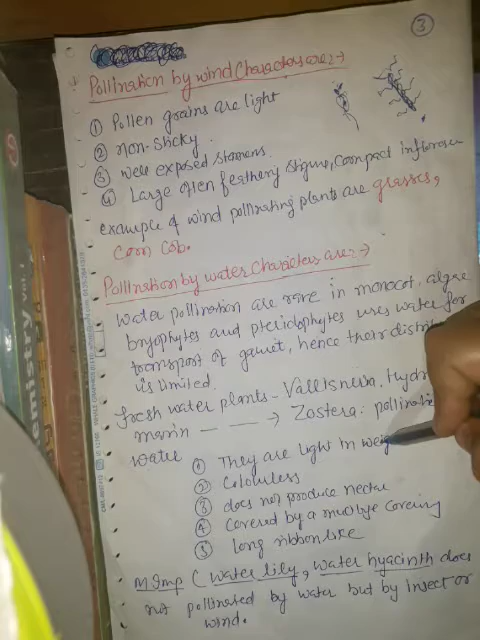 3
Pollination by wind Characters are:→
① Pollen grains are light
② non-sticky.
③ well exposed stamens.
④ Large often feathery stigma, compact inflorescen
example of wind pollinating plants are grasses,
Corn Cob.
Pollination by water Characters are:→
Water pollination are rare in monocot, algae
bryophytes and pteridophytes uses water for
transport of gamet, hence their distri
is limited.
fresh water plants - Vallisneria, Hydr
marin - - → Zostera. pollinati
Water
① They are light in wei
② Colourless
③ does not produce nectar
④ Covered by a
⑤ long ribbon like
M Imp ( water lily, water hyacinth does
not pollinated by water but by insect or
wind.
emistry